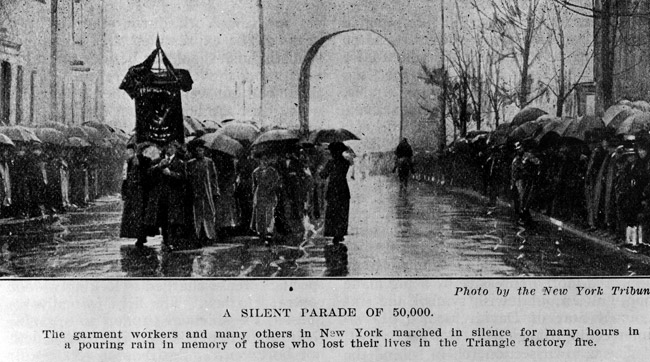 Photo by the New York Tribun
A SILENT PARADE OF 50,000.
The garment workers and many others in New York marched in silence for many hours in
a pouring rain in memory of those who lost their lives in the Triangle factory fire.